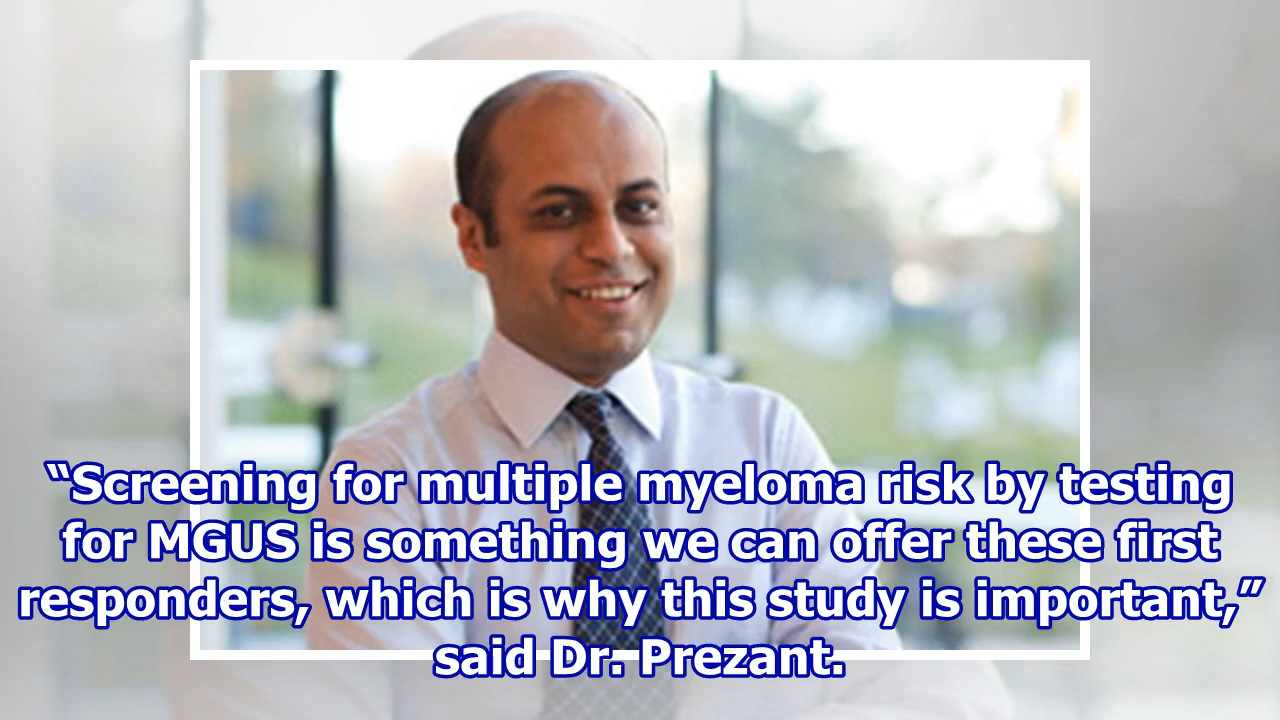 “Screening for multiple myeloma risk by testing
for MGUS is something we can offer these first
responders, which is why this study is important,”
said Dr. Prezant.